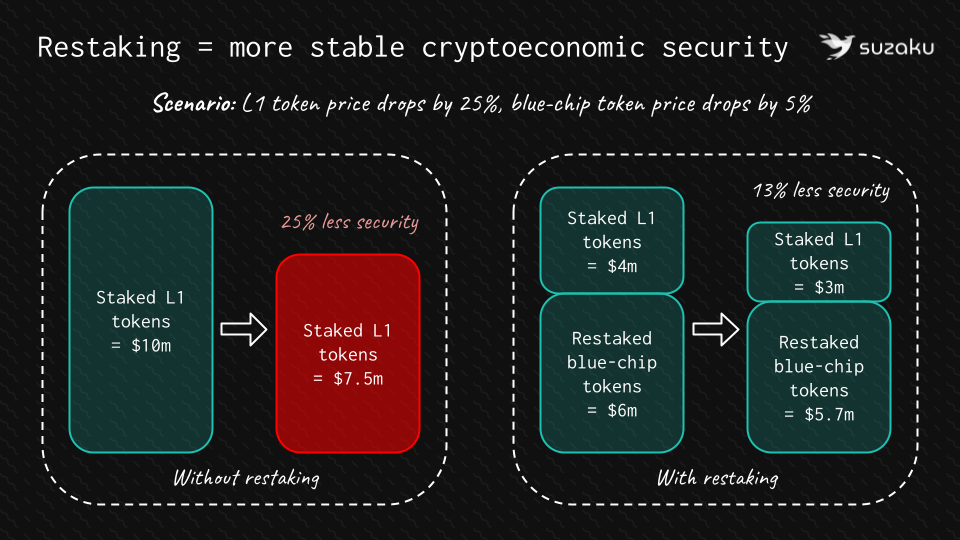 Restaking = more stable cryptoeconomic security
suzaku
Scenario: L1 token price drops by 25%, blue-chip token price drops by 5%
Staked L1
tokens
= $10m
25% less security
Staked L1
tokens
= $7.5m
Without restaking
Staked L1
tokens
= $4m
Restaked
blue-chip
tokens
= $6m
13% less security
Staked L1
tokens
= $3m
Restaked
blue-chip
tokens
= $5.7m
With restaking